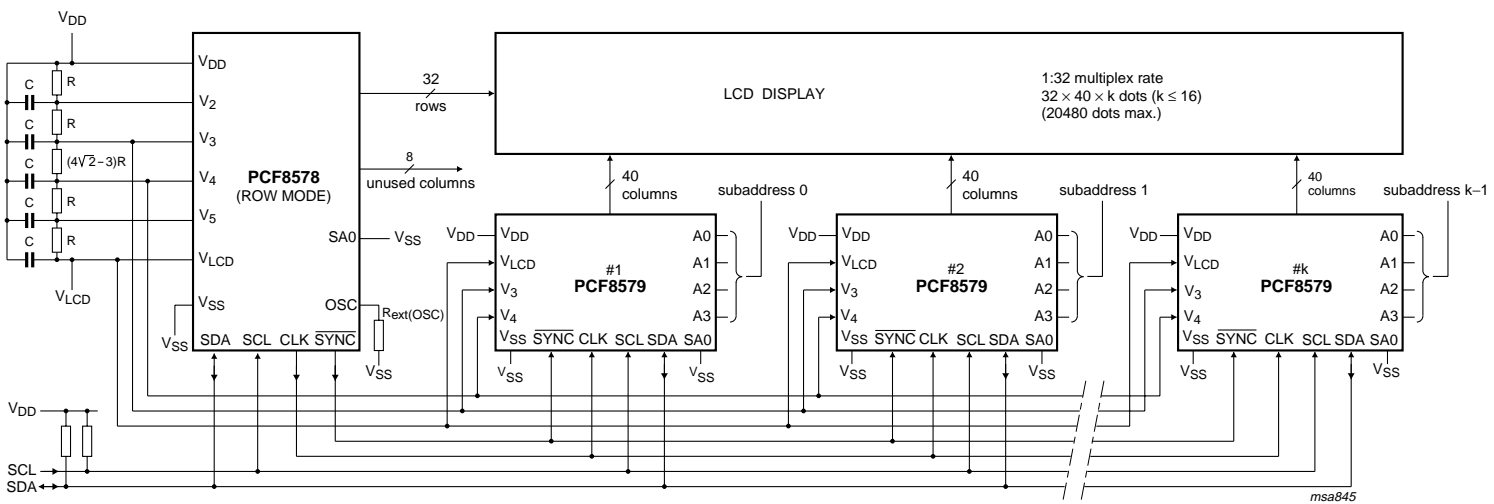 VDD
C
R
C
R
C
(4√2−3)R
C
R
C
R
VLCD
VDD
V2
V3
V4
V5
VLCD
VSS
VSS
PCF8578
(ROW MODE)
SA0
VSS
OSC
Rext(OSC)
VSS
SDA SCL CLK SYNC
32
rows
8
unused columns
LCD DISPLAY
1:32 multiplex rate
32 × 40 × k dots (k ≤ 16)
(20480 dots max.)
40
columns
subaddress 0
40
columns
subaddress 1
40
columns
subaddress k−1
VDD
VDD
VLCD
V3
V4
VSS
VSS
#1
PCF8579
A0
A1
A2
A3
SYNC CLK SCL SDA SA0
VSS
VDD
VDD
VLCD
V3
V4
VSS
VSS
#2
PCF8579
A0
A1
A2
A3
SYNC CLK SCL SDA SA0
VSS
VDD
VDD
VLCD
V3
V4
VSS
VSS
#k
PCF8579
A0
A1
A2
A3
SYNC CLK SCL SDA SA0
VSS
VDD
SCL
SDA
msa845